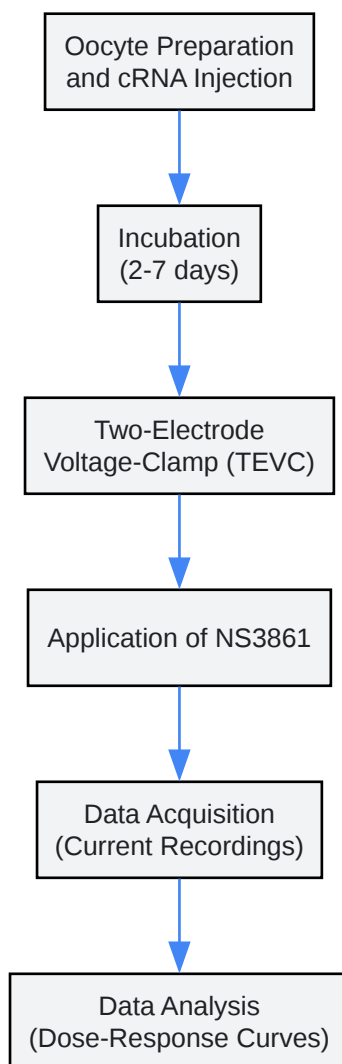 Oocyte Preparation
and cRNA Injection
Incubation
(2-7 days)
Two-Electrode
Voltage-Clamp (TEVC)
Application of NS3861
Data Acquisition
(Current Recordings)
Data Analysis
(Dose-Response Curves)